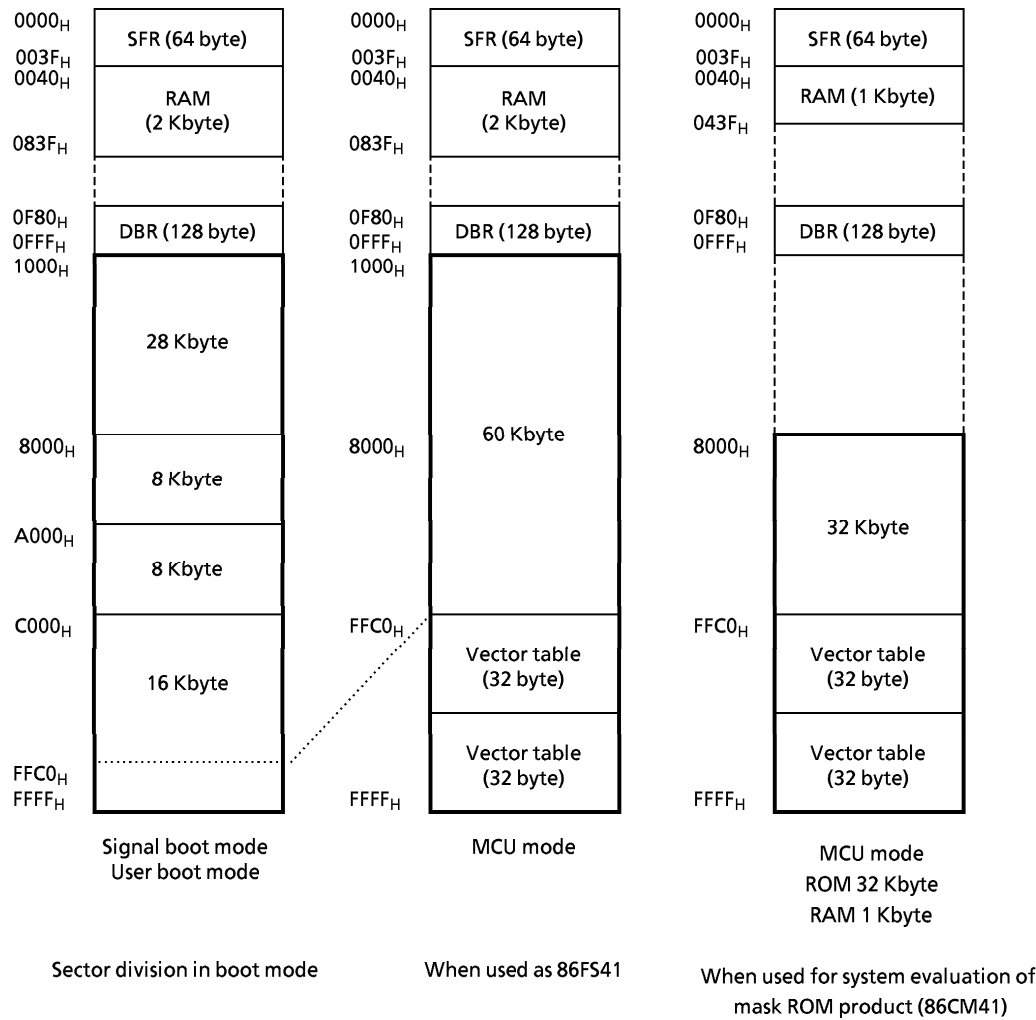 0000H
SFR (64 byte)
003FH
0040H
RAM
(2 Kbyte)
083FH
0F80H
DBR (128 byte)
0FFFH
1000H
28 Kbyte
8000H
8 Kbyte
A000H
8 Kbyte
C000H
16 Kbyte
FFC0H
FFFFH
Signal boot mode
User boot mode
Sector division in boot mode
0000H
SFR (64 byte)
003FH
0040H
RAM
(2 Kbyte)
083FH
0F80H
DBR (128 byte)
0FFFH
1000H
60 Kbyte
8000H
FFC0H
Vector table
(32 byte)
Vector table
(32 byte)
FFFFH
MCU mode
When used as 86FS41
0000H
SFR (64 byte)
003FH
0040H
RAM (1 Kbyte)
043FH
0F80H
DBR (128 byte)
0FFFH
8000H
32 Kbyte
FFC0H
Vector table
(32 byte)
Vector table
(32 byte)
FFFFH
MCU mode
ROM 32 Kbyte
RAM 1 Kbyte
When used for system evaluation of
mask ROM product (86CM41)